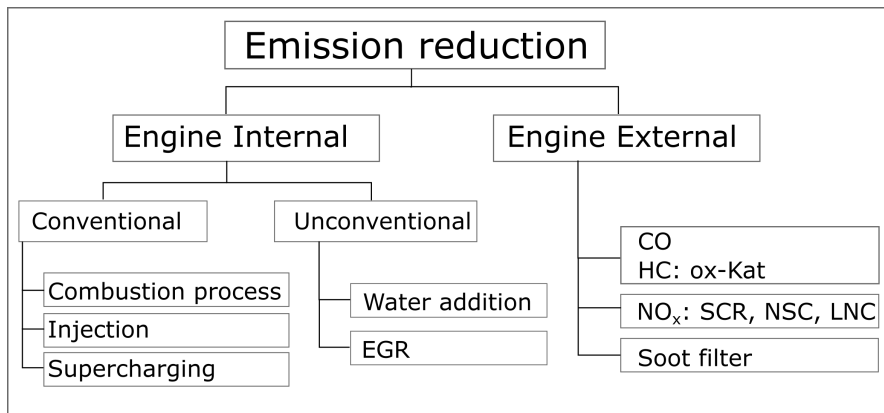 Emission reduction
Engine Internal
Engine External
Conventional
Unconventional
Combustion process
Injection
Supercharging
Water addition
EGR
CO
HC: ox-Kat
NOₓ: SCR, NSC, LNC
Soot filter